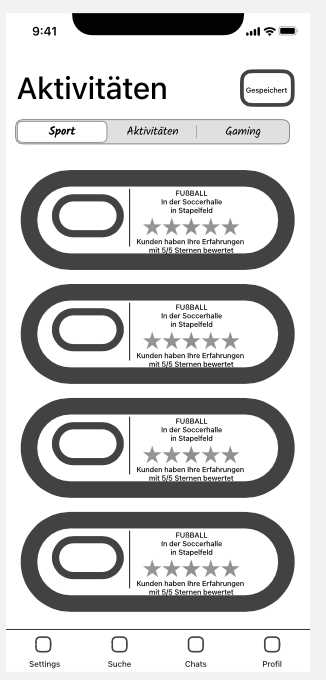 9:41
Aktivitäten
Gespeichert
Sport
Aktivitäten
Gaming
FUßBALL
In der Soccerhalle
in Stapelfeld
Kunden haben Ihre Erfahrungen
mit 5/5 Sternen bewertet
FUßBALL
In der Soccerhalle
in Stapelfeld
Kunden haben Ihre Erfahrungen
mit 5/5 Sternen bewertet
FUßBALL
In der Soccerhalle
in Stapelfeld
Kunden haben Ihre Erfahrungen
mit 5/5 Sternen bewertet
FUßBALL
In der Soccerhalle
in Stapelfeld
Kunden haben Ihre Erfahrungen
mit 5/5 Sternen bewertet
Settings
Suche
Chats
Profil